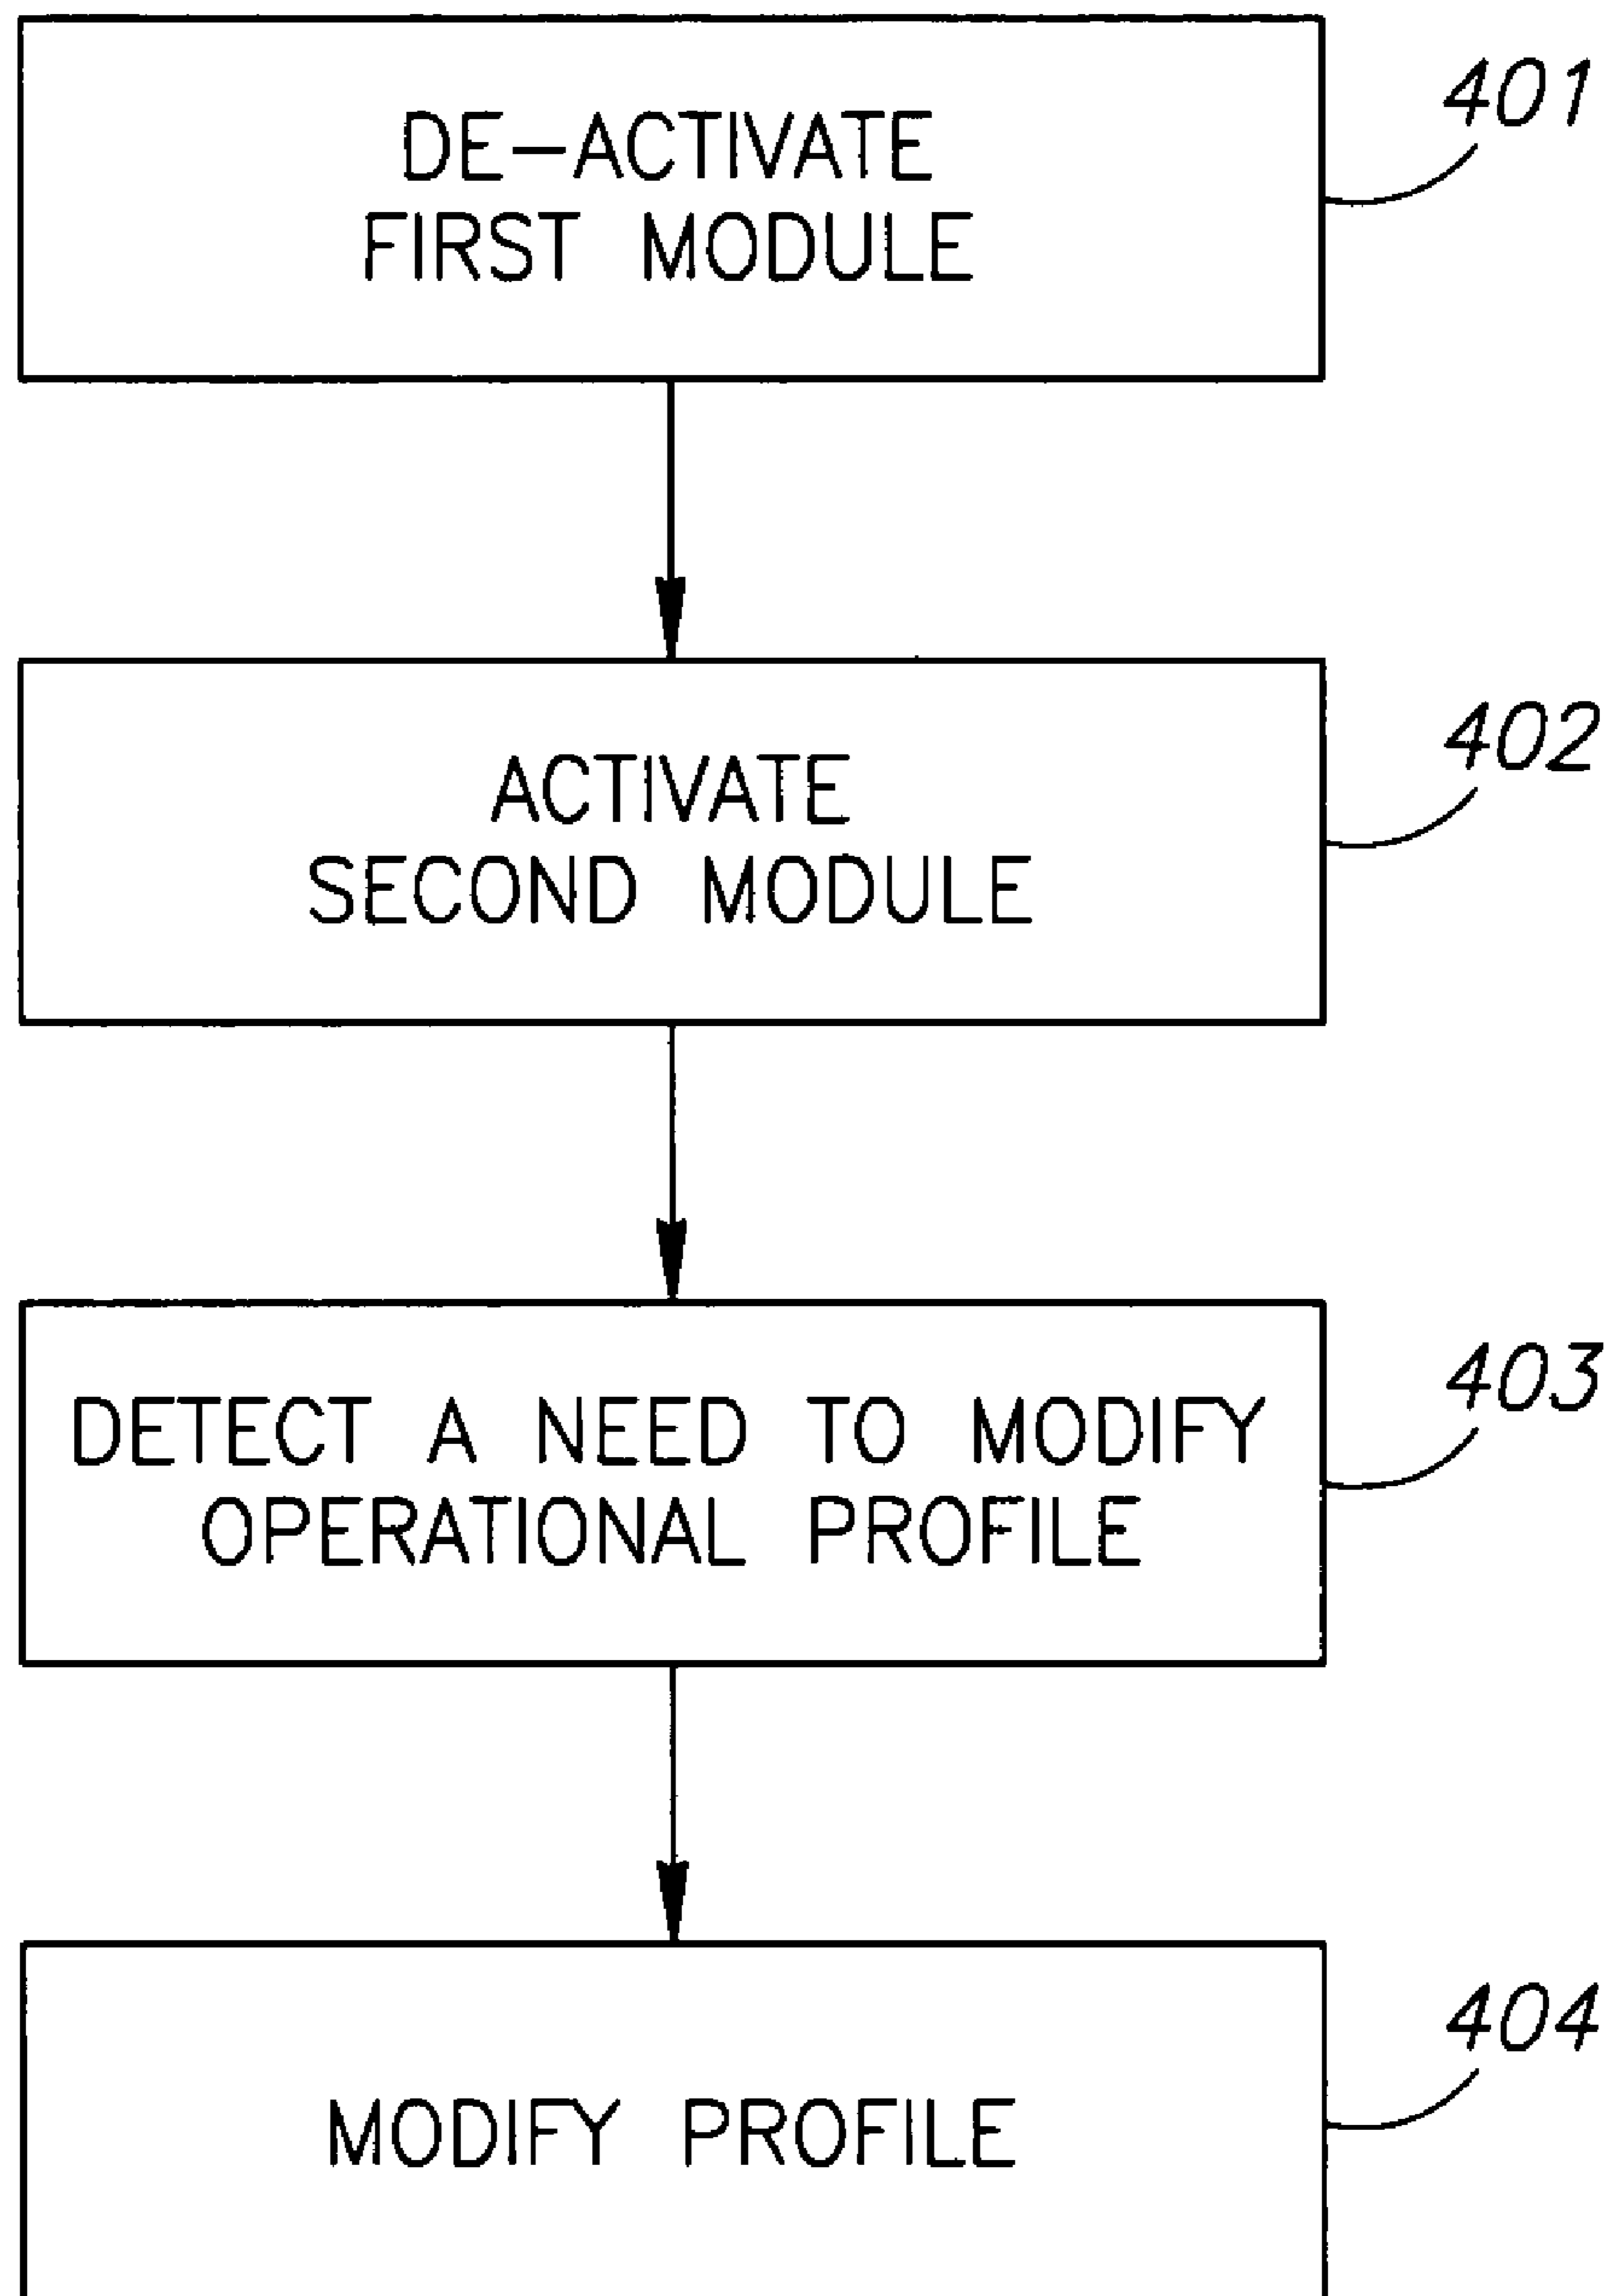 DE-ACTIVATE
FIRST MODULE
401
ACTIVATE
SECOND MODULE
402
DETECT A NEED TO MODIFY
OPERATIONAL PROFILE
403
MODIFY PROFILE
404